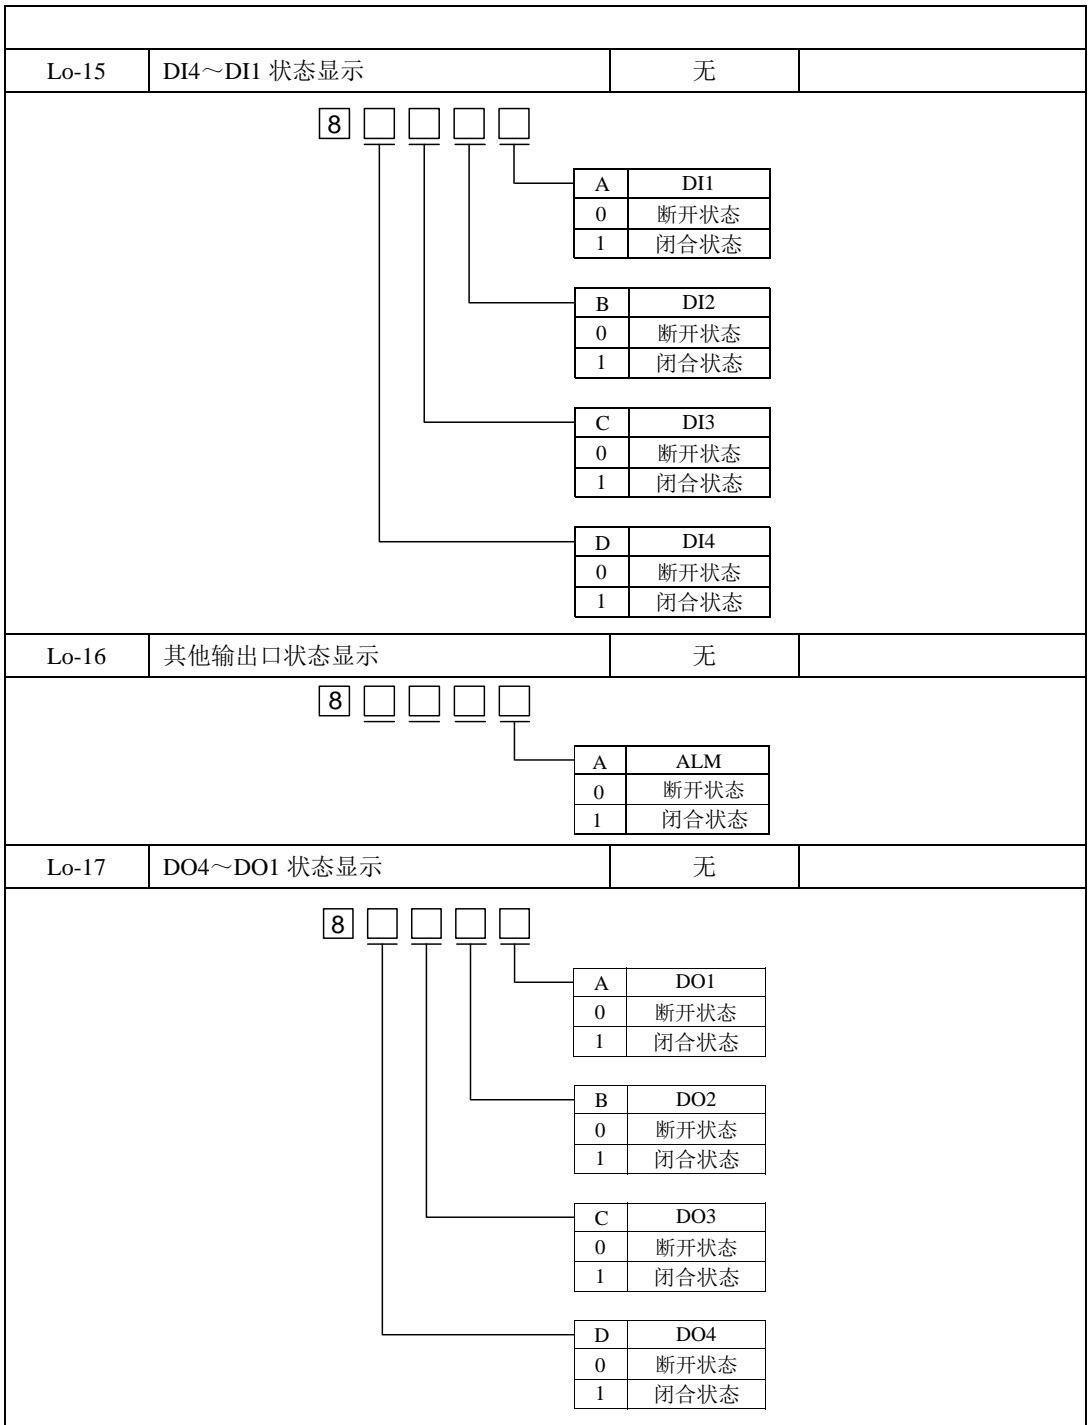 Lo-15 DI4～DI1 状态显示 无
8
A DI1
0 断开状态
1 闭合状态
B DI2
0 断开状态
1 闭合状态
C DI3
0 断开状态
1 闭合状态
D DI4
0 断开状态
1 闭合状态
Lo-16 其他输出口状态显示 无
8
A ALM
0 断开状态
1 闭合状态
Lo-17 DO4～DO1 状态显示 无
8
A DO1
0 断开状态
1 闭合状态
B DO2
0 断开状态
1 闭合状态
C DO3
0 断开状态
1 闭合状态
D DO4
0 断开状态
1 闭合状态